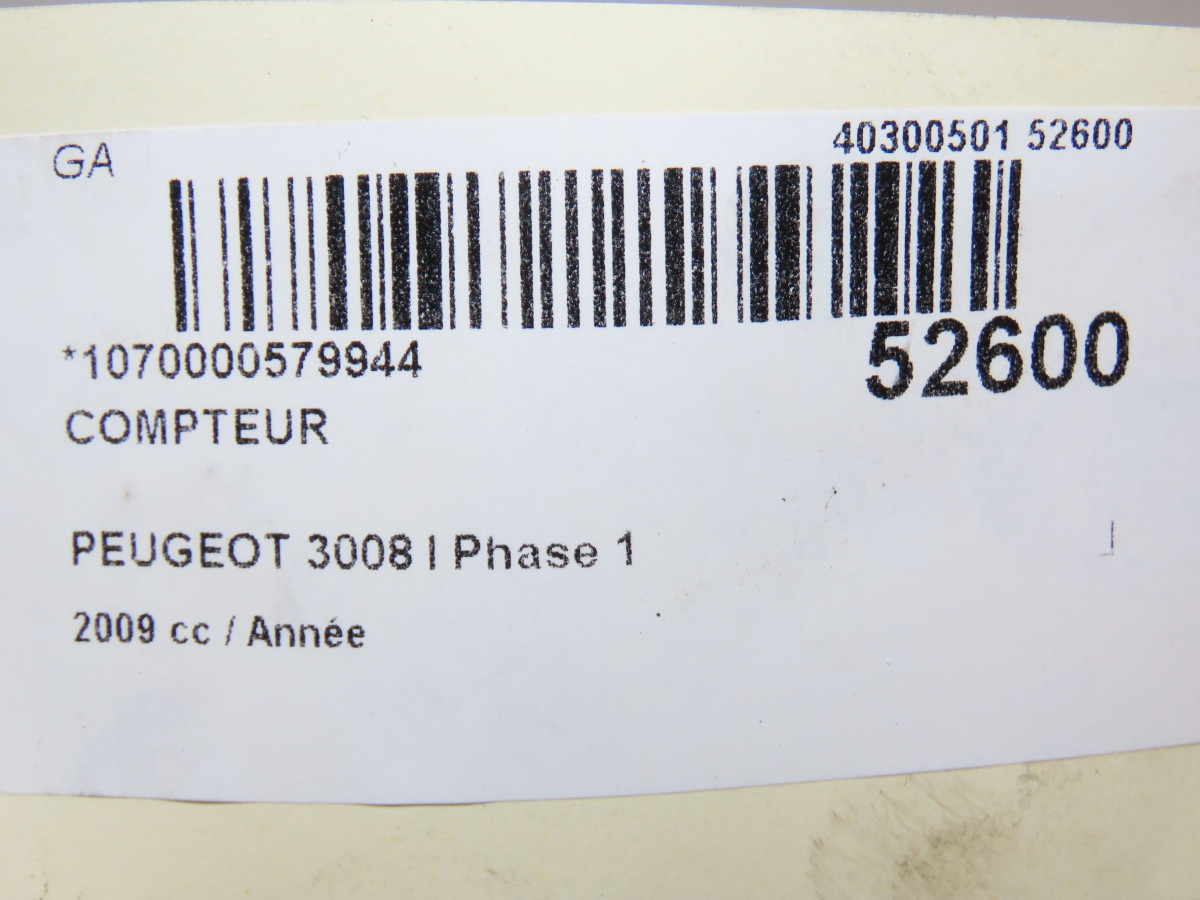 GA
40300501 52600
*1070000579944
52600
COMPTEUR
PEUGEOT 3008 I Phase 1
2009 cc / Année